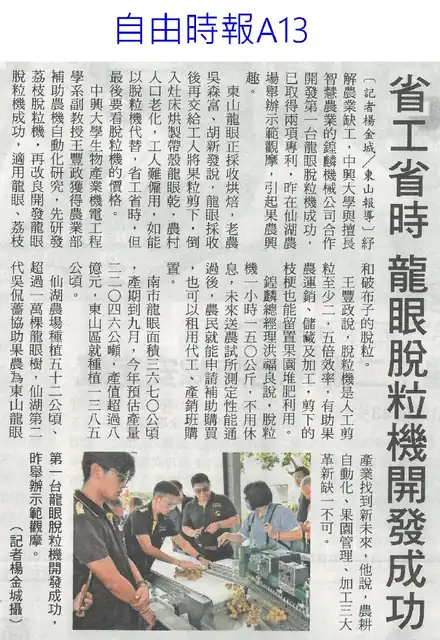 自由時報A13
省工省時 龍眼脫粒機開發成功
〔記者楊金城／東山報導〕紓
解農業缺工，中興大學與擅長
智慧農業的鍠麟機械公司合作
開發第一台龍眼脫粒機成功，
已取得兩項專利，昨在仙湖農
場舉辦示範觀摩，引起果農興
趣。
東山龍眼正採收烘焙，老農
吳森富、胡新發說，龍眼採收
後再交給工人將果粒剪下，倒
入灶床烘製帶殼龍眼乾，農村
人口老化，工人難僱用，如能
以脫粒機代替，省工省時，但
最後要看脫粒機的價格。
中興大學生物產業機電工程
學系副教授王豐政獲得農業部
補助農機自動化研究，先研發
荔枝脫粒機，再改良開發龍眼
脫粒機成功，適用龍眼、荔枝
和破布子的脫粒。
王豐政說，脫粒機是人工剪
粒至少二．五倍效率，有助果
農運銷、儲藏及加工，剪下的
枝梗也能留置果園堆肥利用。
鍠麟總經理洪福良說，脫粒
機一小時一五〇公斤，不用休
息，未來送農試所測定性能通
過後，農民就能申請補助購買
，也可以租用代工、產銷班購
置。
南市龍眼面積三六七〇公頃
，產期到九月，今年預估產量
二二〇四六公噸，產值超過八
億元，東山區就種植一三八五
公頃。
仙湖農場種植五十二公頃、
超過一萬棵龍眼樹，仙湖第二
代吳侃薔協助果農為東山龍眼
產業找到新未來，他說，農耕
自動化、果園管理、加工三大
革新缺一不可。
第一台龍眼脫粒機開發成功，
昨舉辦示範觀摩。
（記者楊金城攝）